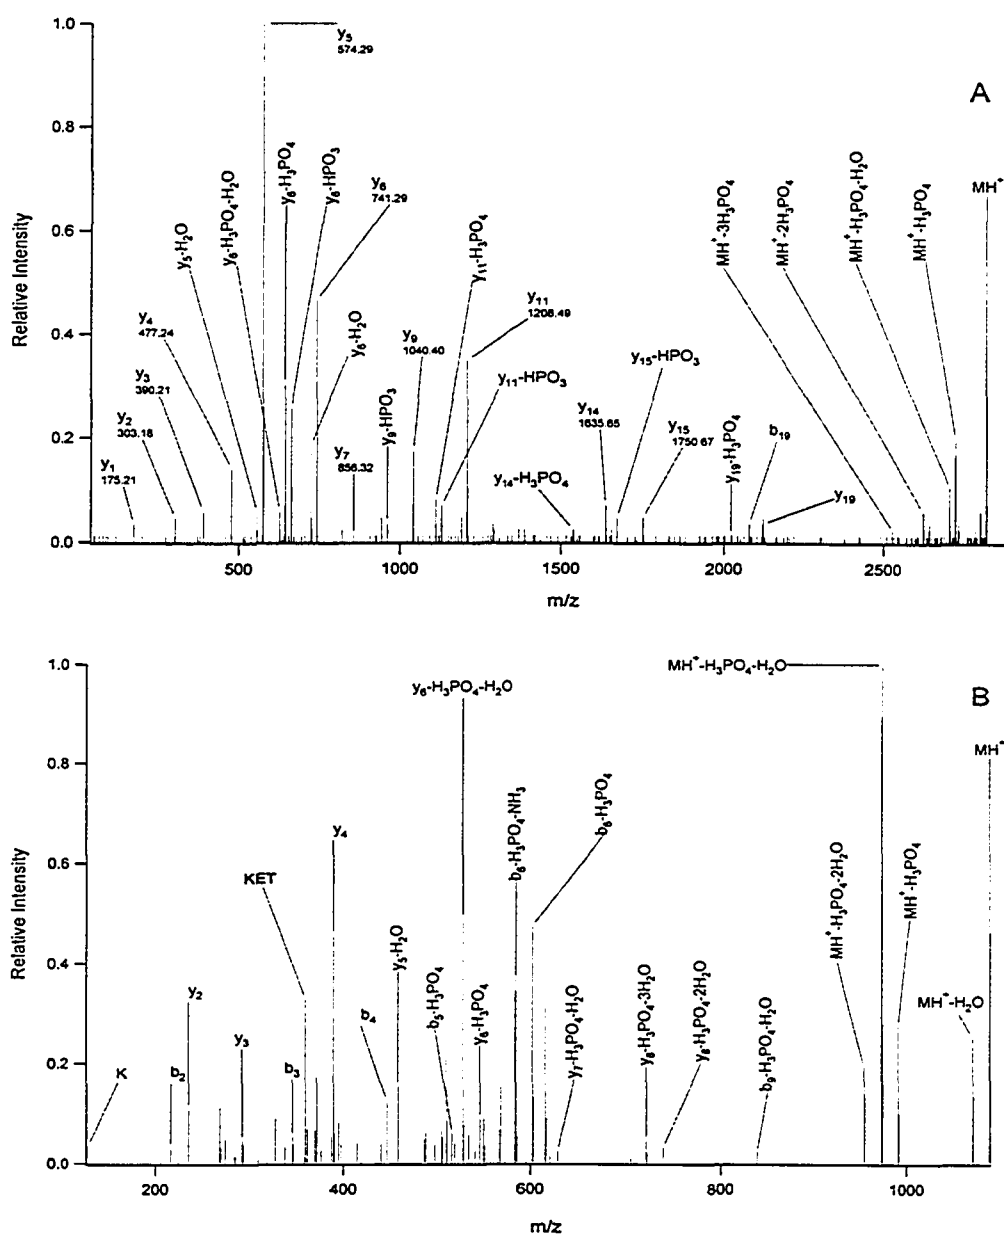 A
1.0
0.8
0.6
0.4
0.2
0.0
Relative Intensity
500
1000
1500
2000
2500
m/z
y1
175.21
y2
303.18
y3
390.21
y4
477.24
y5-H2O
y6-H3PO4-H2O
y5
574.29
y6-H3PO4
y6-HPO3
y6
741.29
y6-H2O
y7
856.32
y9-HPO3
y9
1040.40
y11-H3PO4
y11-HPO3
y11
1208.49
y14-H3PO4
y14
1635.65
y15-HPO3
y15
1750.67
y19-H3PO4
b19
y19
MH+-3H3PO4
MH+-2H3PO4
MH+-H3PO4-H2O
MH+-H3PO4
MH+
B
1.0
0.8
0.6
0.4
0.2
0.0
Relative Intensity
200
400
600
800
1000
m/z
K
b2
y2
y3
b3
KET
y4
b4
y5-H2O
b5-H3PO4
y6-H3PO4-H2O
y6-H3PO4
b6-H3PO4-NH3
b6-H3PO4
y7-H3PO4-H2O
y8-H3PO4-3H2O
y8-H3PO4-2H2O
b9-H3PO4-H2O
MH+-H3PO4-2H2O
MH+-H3PO4-H2O
MH+-H3PO4
MH+-H2O
MH+